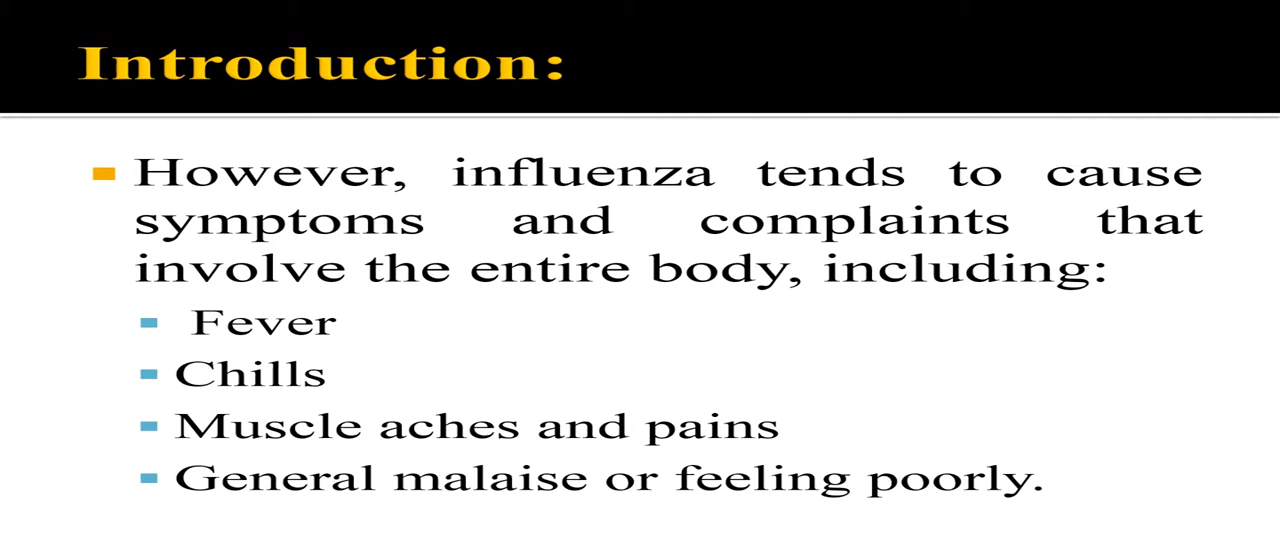 Introduction:
However, influenza tends to cause
symptoms and complaints that
involve the entire body, including:
Fever
Chills
Muscle aches and pains
General malaise or feeling poorly.